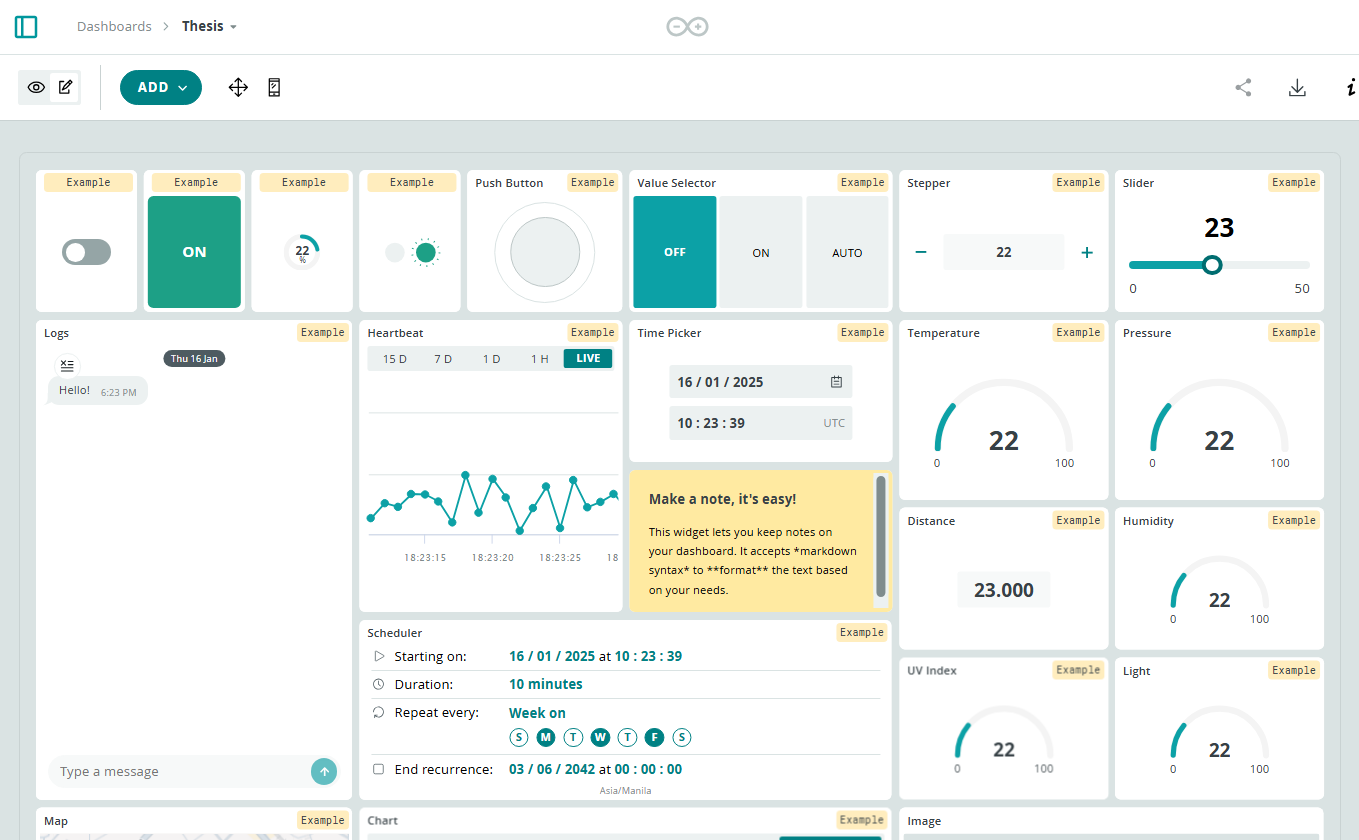 Dashboards > Thesis
ADD
Example
ON
Example
22
%
Example
Example
Push Button Example
Value Selector Example
OFF ON AUTO
Stepper Example
− 22 +
Slider Example
23
0 50
Logs Example
Thu 16 Jan
Hello! 6:23 PM
Type a message
Heartbeat Example
15 D 7 D 1 D 1 H LIVE
18:23:15 18:23:20 18:23:25 18
Time Picker Example
16 / 01 / 2025
10 : 23 : 39 UTC
Make a note, it's easy!
This widget lets you keep notes on
your dashboard. It accepts *markdown
syntax* to **format** the text based
on your needs.
Temperature Example
22
0 100
Pressure Example
22
0 100
Distance Example
23.000
Humidity Example
22
0 100
Scheduler Example
Starting on: 16 / 01 / 2025 at 10 : 23 : 39
Duration: 10 minutes
Repeat every: Week on
S M T W T F S
End recurrence: 03 / 06 / 2042 at 00 : 00 : 00
Asia/Manila
UV Index Example
22
0 100
Light Example
22
0 100
Map Example
Chart Example
Image